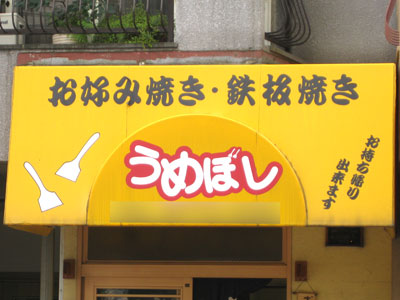 お好み焼き・鉄板焼き
うめぼし
お持ち帰り
出来ます